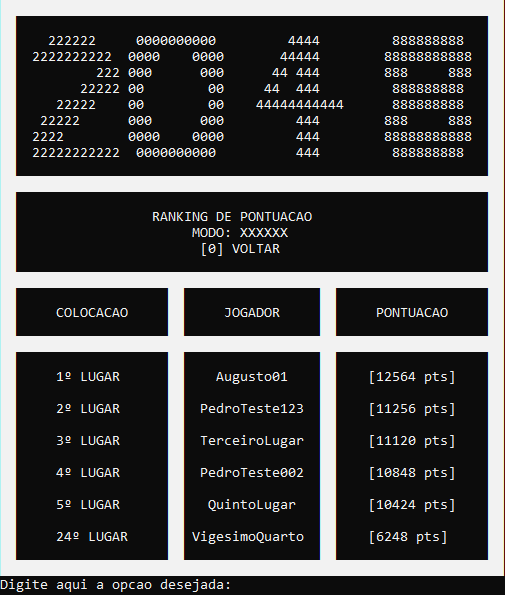 222222     0000000000         4444         888888888
2222222222  0000    0000       44444        88888888888
222 000      000      44 444        888     888
22222 00        00     44  444         888888888
22222    00        00    44444444444      888888888
22222     000      000         444        888     888
2222        0000    0000         444        88888888888
22222222222  0000000000          444         888888888
RANKING DE PONTUACAO
MODO: XXXXXX
[0] VOLTAR
COLOCACAO JOGADOR PONTUACAO
1º LUGAR Augusto01 [12564 pts]
2º LUGAR PedroTeste123 [11256 pts]
3º LUGAR TerceiroLugar [11120 pts]
4º LUGAR PedroTeste002 [10848 pts]
5º LUGAR QuintoLugar [10424 pts]
24º LUGAR VigesimoQuarto [6248 pts]
Digite aqui a opcao desejada: